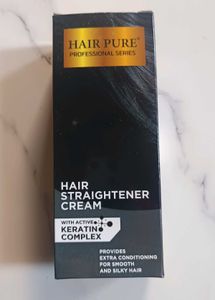 HAIR PURE®
PROFESSIONAL SERIES
HAIR
STRAIGHTENER
CREAM
WITH ACTIVE
KERATIN
COMPLEX
PROVIDES
EXTRA CONDITIONING
FOR SMOOTH
AND SILKY HAIR